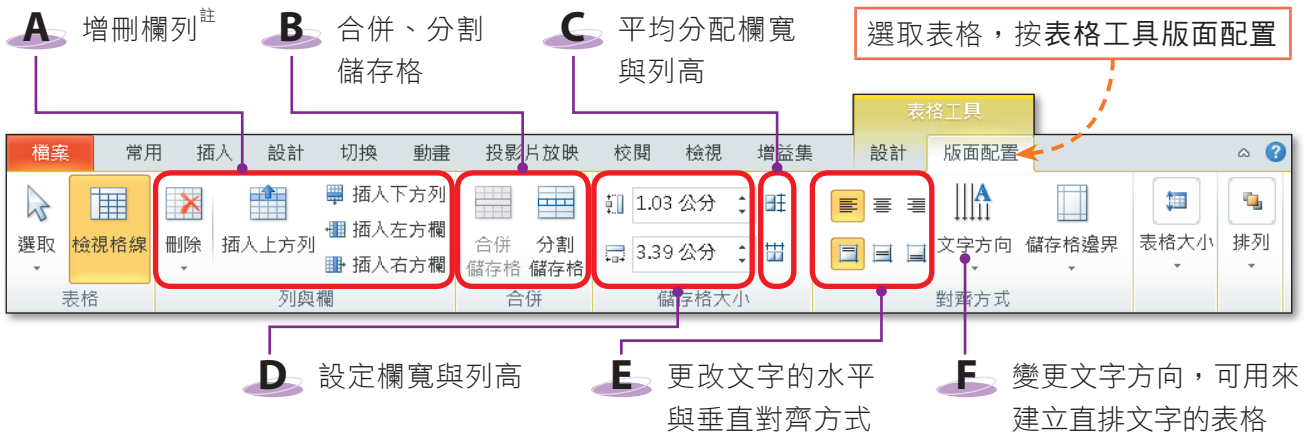 A 增刪欄列註
B 合併、分割
儲存格
C 平均分配欄寬
與列高
選取表格，按表格工具版面配置
表格工具
檔案 常用 插入 設計 切換 動畫 投影片放映 校閱 檢視 增益集 設計 版面配置
選取
檢視格線
刪除
插入上方列
插入下方列
插入左方欄
插入右方欄
合併
儲存格
分割
儲存格
1.03 公分
3.39 公分
文字方向
儲存格邊界
表格大小
排列
表格 列與欄 合併 儲存格大小 對齊方式
D 設定欄寬與列高
E 更改文字的水平
與垂直對齊方式
F 變更文字方向，可用來
建立直排文字的表格